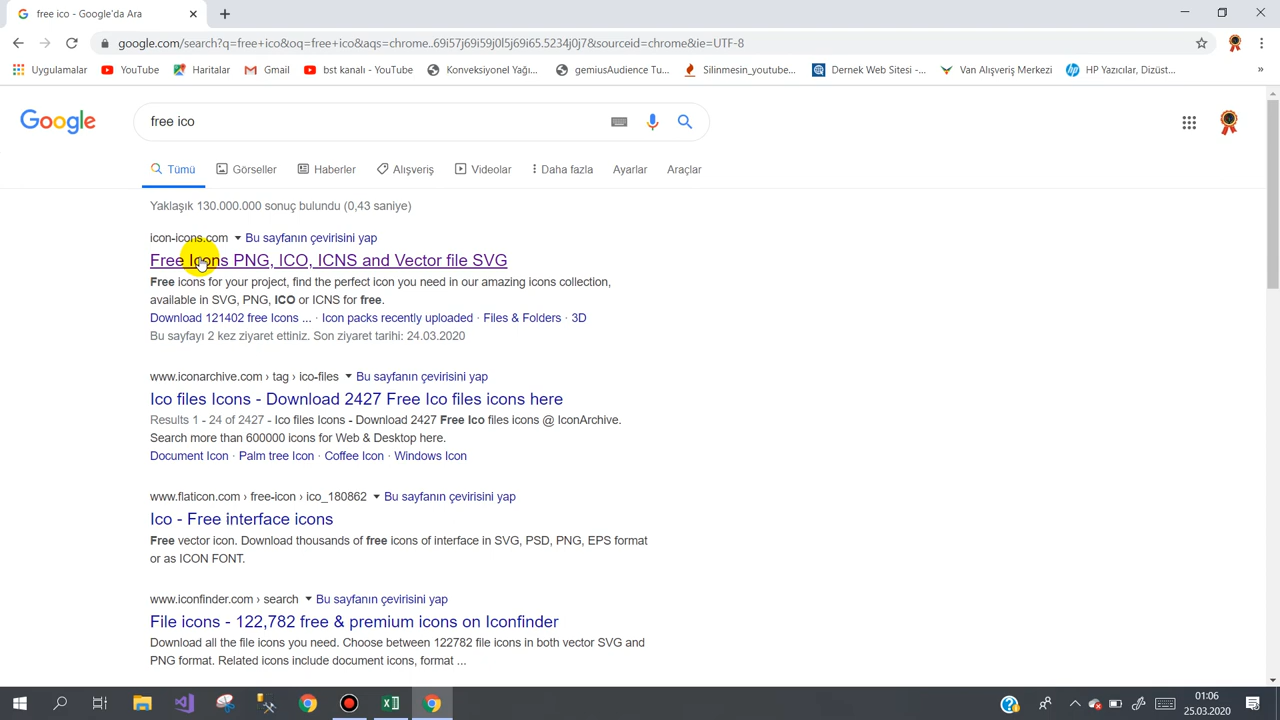 free ico - Google'da Ara
google.com/search?q=free+ico&oq=free+ico&aqs=chrome..69i57j69i59j0l5j69i65.5234j0j7&sourceid=chrome&ie=UTF-8
Uygulamalar YouTube Haritalar Gmail bst kanalı - YouTube Konveksiyonel Yağı... gemiusAudience Tu... Silinmesin_youtube... Dernek Web Sitesi -... Van Alışveriş Merkezi HP Yazıcılar, Dizüst... »
Google free ico
Tümü Görseller Haberler Alışveriş Videolar Daha fazla Ayarlar Araçlar
Yaklaşık 130.000.000 sonuç bulundu (0,43 saniye)
icon-icons.com Bu sayfanın çevirisini yap
Free Icons PNG, ICO, ICNS and Vector file SVG
Free icons for your project, find the perfect icon you need in our amazing icons collection,
available in SVG, PNG, ICO or ICNS for free.
Download 121402 free Icons ... · Icon packs recently uploaded · Files & Folders · 3D
Bu sayfayı 2 kez ziyaret ettiniz. Son ziyaret tarihi: 24.03.2020
www.iconarchive.com › tag › ico-files Bu sayfanın çevirisini yap
Ico files Icons - Download 2427 Free Ico files icons here
Results 1 - 24 of 2427 - Ico files Icons - Download 2427 Free Ico files icons @ IconArchive.
Search more than 600000 icons for Web & Desktop here.
Document Icon · Palm tree Icon · Coffee Icon · Windows Icon
www.flaticon.com › free-icon › ico_180862 Bu sayfanın çevirisini yap
Ico - Free interface icons
Free vector icon. Download thousands of free icons of interface in SVG, PSD, PNG, EPS format
or as ICON FONT.
www.iconfinder.com › search Bu sayfanın çevirisini yap
File icons - 122,782 free & premium icons on Iconfinder
Download all the file icons you need. Choose between 122782 file icons in both vector SVG and
PNG format. Related icons include document icons, format ...
01:06
25.03.2020